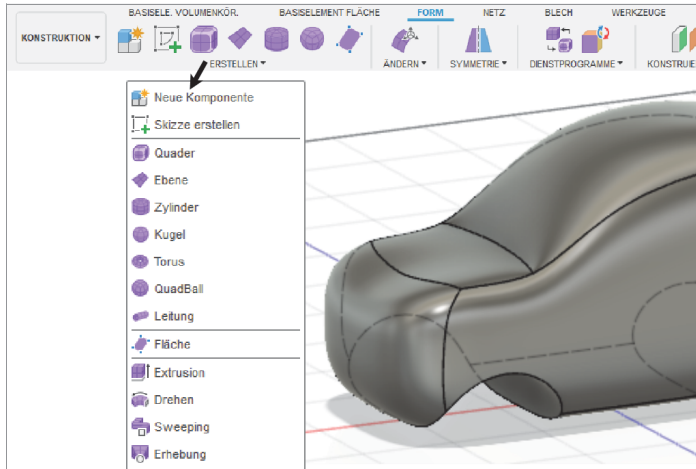 BASISELE. VOLUMENKÖR. BASISELEMENT FLÄCHE FORM NETZ BLECH WERKZEUGE
KONSTRUKTION
ERSTELLEN ÄNDERN SYMMETRIE DIENSTPROGRAMME KONSTRUIE
Neue Komponente
Skizze erstellen
Quader
Ebene
Zylinder
Kugel
Torus
QuadBall
Leitung
Fläche
Extrusion
Drehen
Sweeping
Erhebung